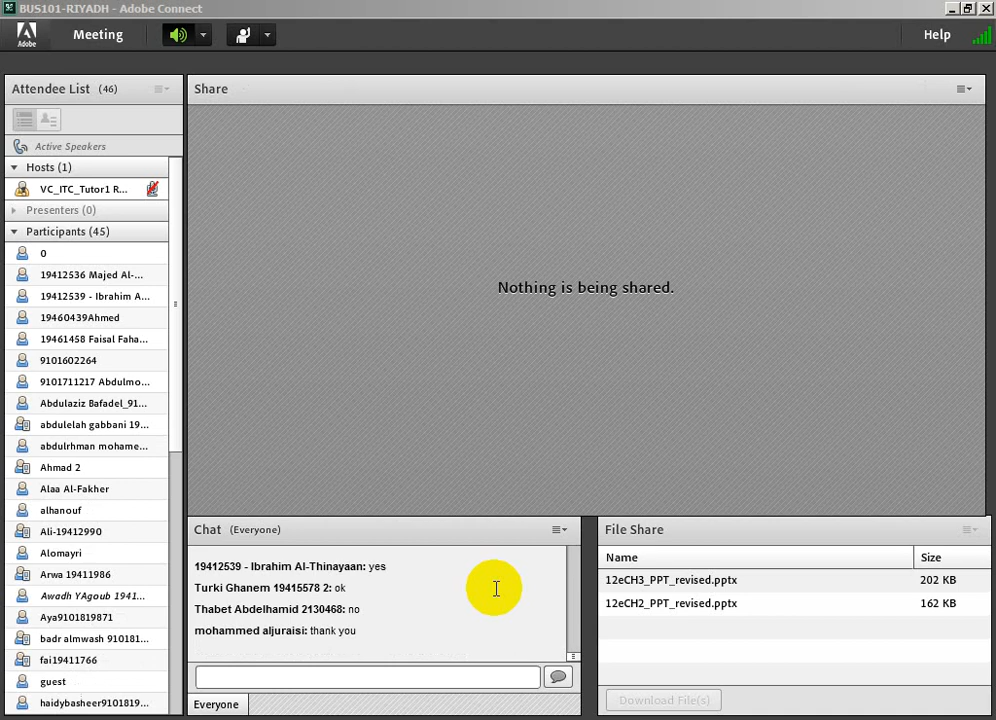 BUS101-RIYADH - Adobe Connect
Adobe
Meeting
Help
Attendee List (46)
Active Speakers
Hosts (1)
VC_ITC_Tutor1 R...
Presenters (0)
Participants (45)
0
19412536 Majed Al-...
19412539 - Ibrahim A...
19460439Ahmed
19461458 Faisal Faha...
9101602264
9101711217 Abdulmo...
Abdulaziz Bafadel_91...
abdulelah gabbani 19...
abdulrhman mohame...
Ahmad 2
Alaa Al-Fakher
alhanouf
Ali-19412990
Alomayri
Arwa 19411986
Awadh YAgoub 1941...
Aya9101819871
badr almwash 910181...
fai19411766
guest
haidybasheer9101819...
Share
Nothing is being shared.
Chat (Everyone)
19412539 - Ibrahim Al-Thinayaan: yes
Turki Ghanem 19415578 2: ok
Thabet Abdelhamid 2130468: no
mohammed aljuraisi: thank you
Everyone
File Share
Name Size
12eCH3_PPT_revised.pptx 202 KB
12eCH2_PPT_revised.pptx 162 KB
Download File(s)